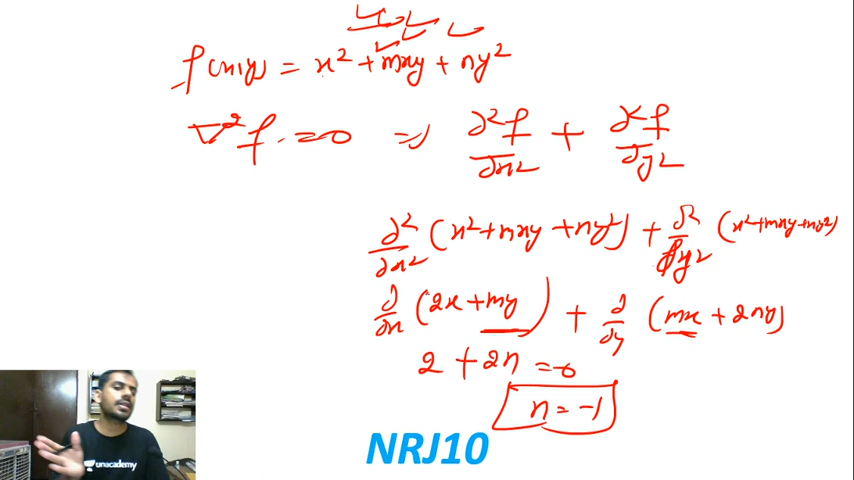 f(x,y) = x² + mxy + ny²
∇²f = 0 ⇒ ∂²f/∂x² + ∂²f/∂y²
∂²/∂x² (x² + mxy + ny²) + ∂²/∂y² (x² + mxy + ny²)
∂/∂x (2x + my) + ∂/∂y (mx + 2ny)
2 + 2n = 0
n = -1
unacademy
NRJ10